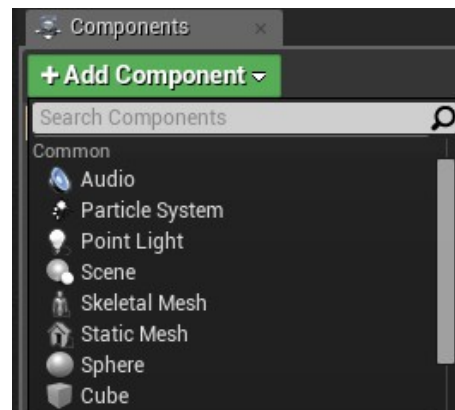 Components
+ Add Component
Search Components
Common
Audio
Particle System
Point Light
Scene
Skeletal Mesh
Static Mesh
Sphere
Cube